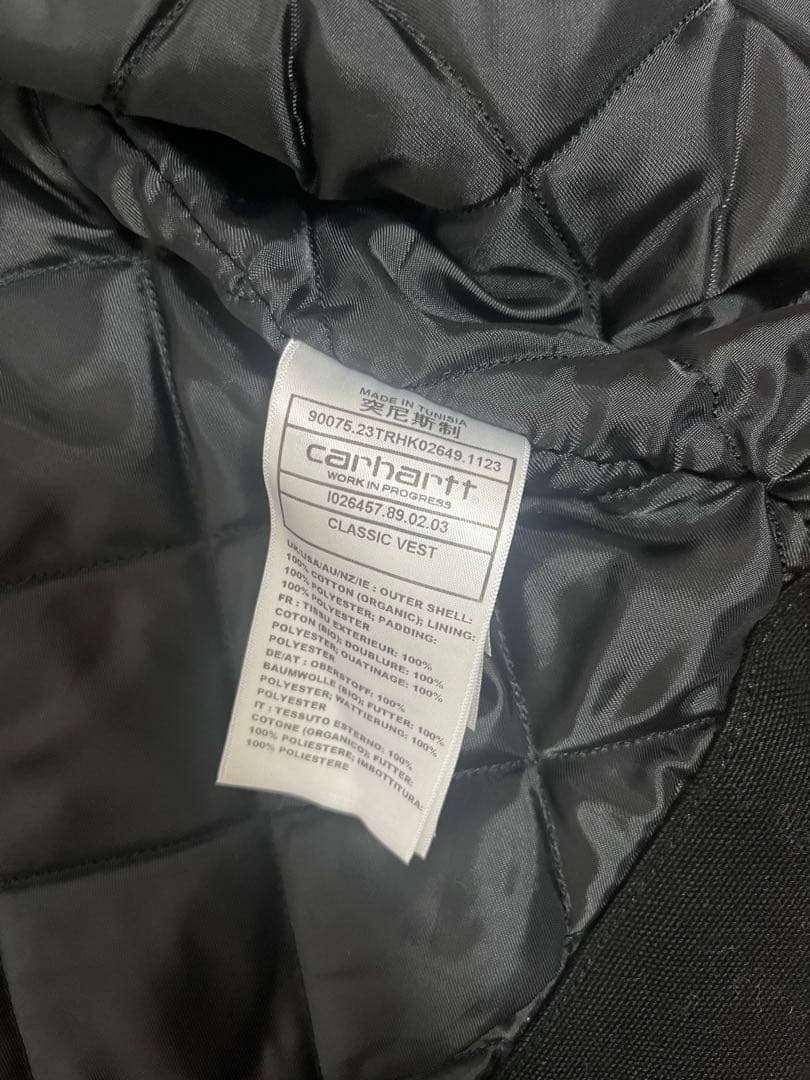 MADE IN TUNISIA
突尼斯制
90075.23TRHK02649.1123
carhartt
WORK IN PROGRESS
I026457.89.02.03
CLASSIC VEST
UK/USA/AU/NZ/IE : OUTER SHELL:
100% COTTON (ORGANIC); LINING:
100% POLYESTER; PADDING:
100% POLYESTER
FR : TISSU EXTERIEUR: 100%
COTON (BIO); DOUBLURE: 100%
POLYESTER; OUATINAGE: 100%
POLYESTER
DE/AT : OBERSTOFF: 100%
BAUMWOLLE (BIO); FUTTER: 100%
POLYESTER; WATTIERUNG: 100%
POLYESTER
IT : TESSUTO ESTERNO: 100%
COTONE (ORGANICO); FUTTER:
100% POLIESTERE; IMBOTTITURA:
100% POLIESTERE